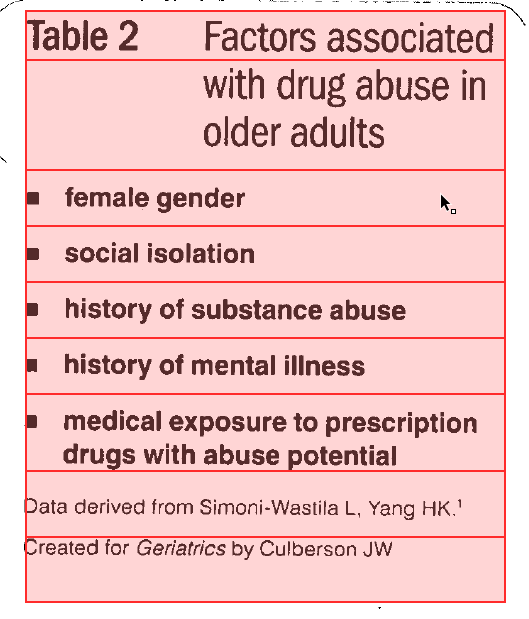 Table 2 Factors associated
with drug abuse in
older adults
■ female gender
■ social isolation
■ history of substance abuse
■ history of mental illness
■ medical exposure to prescription
drugs with abuse potential
Data derived from Simoni-Wastila L, Yang HK.¹
Created for Geriatrics by Culberson JW